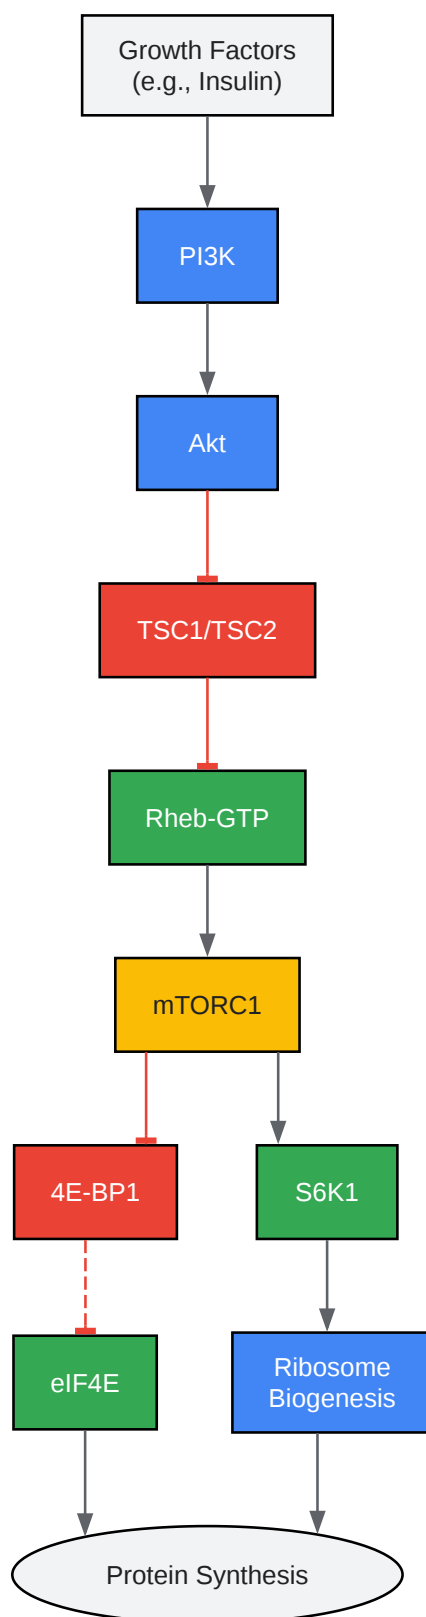 Growth Factors
(e.g., Insulin)
PI3K
Akt
TSC1/TSC2
Rheb-GTP
mTORC1
4E-BP1
S6K1
eIF4E
Ribosome
Biogenesis
Protein Synthesis